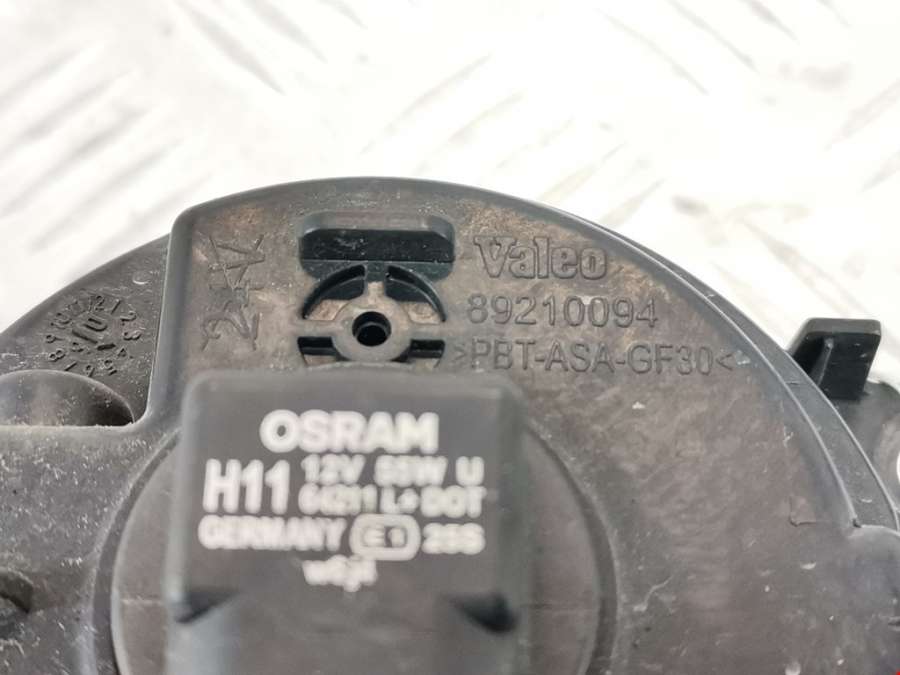 Valeo
89210094
>PBT-ASA-GF30<
OSRAM
H11 12V 55W U
64211 L+ DOT
GERMANY E1 2SS